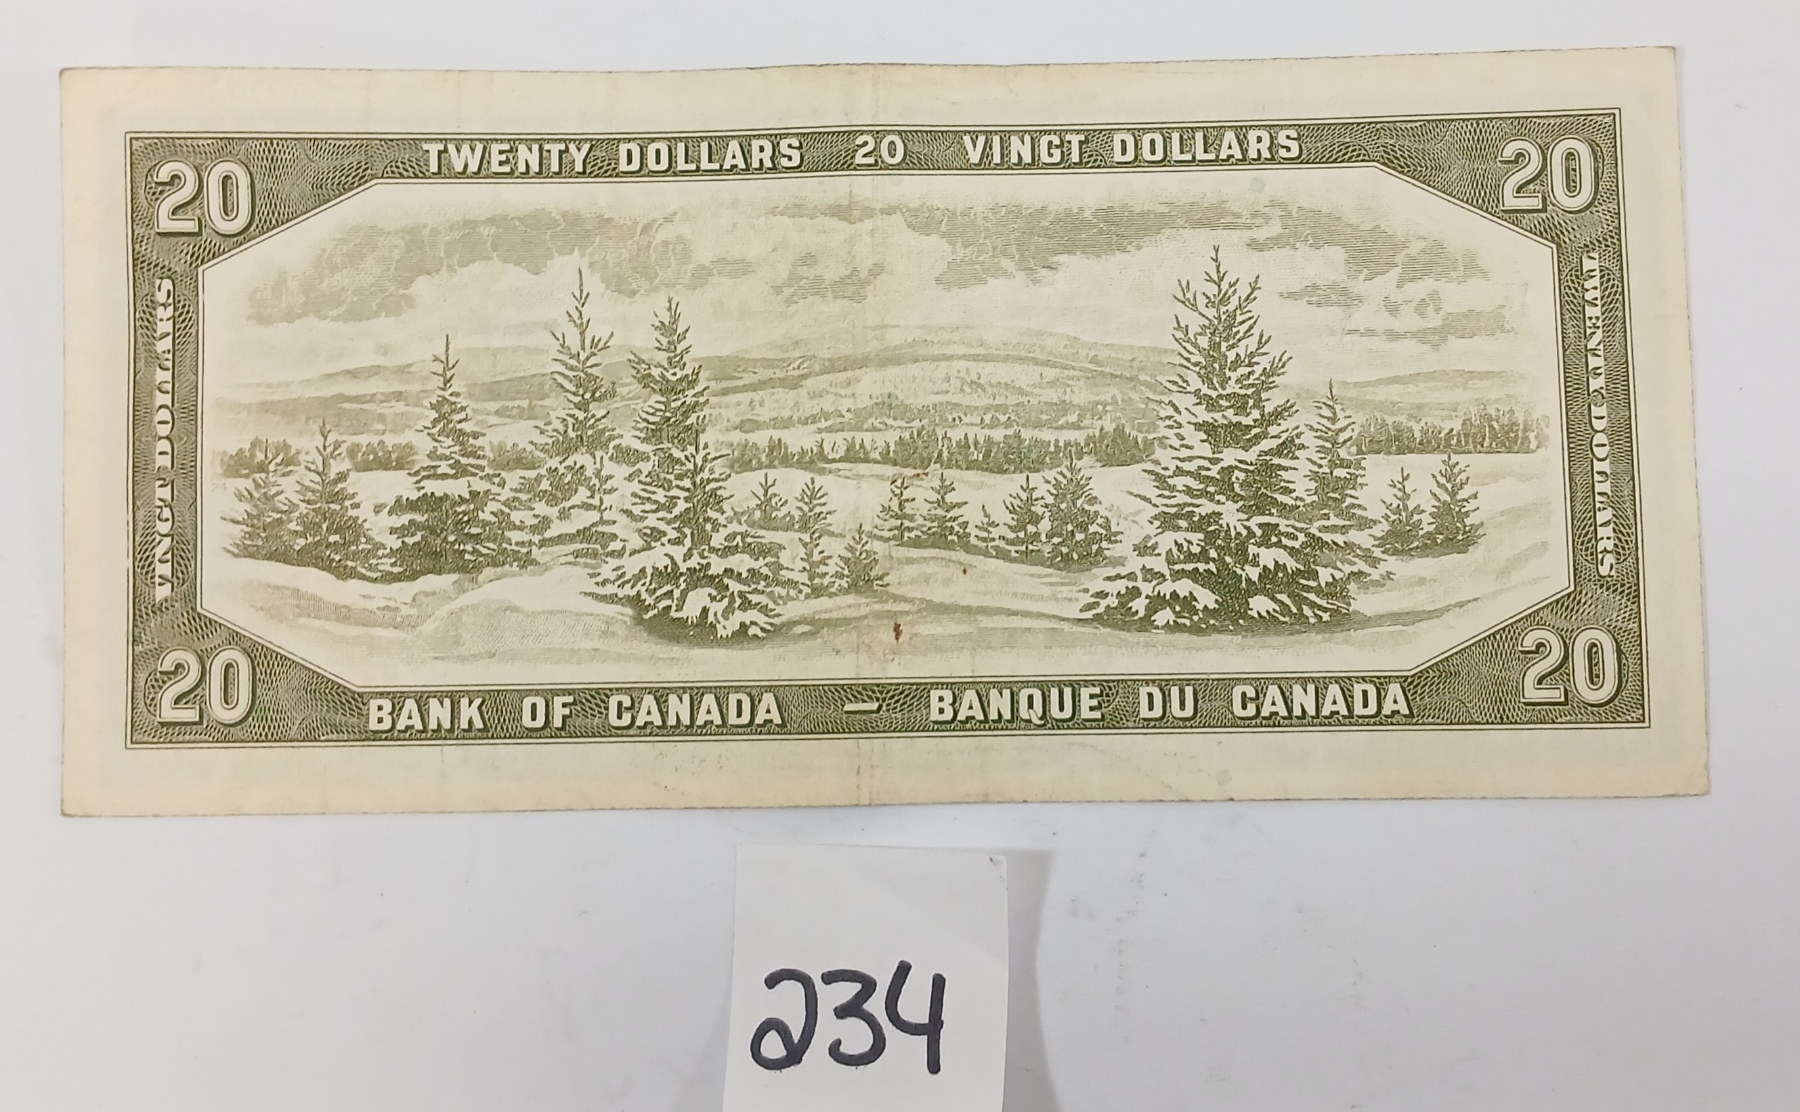 TWENTY DOLLARS 20 VINGT DOLLARS
20
20
VINGT DOLLARS
TWENTY DOLLARS
20
20
BANK OF CANADA – BANQUE DU CANADA
234